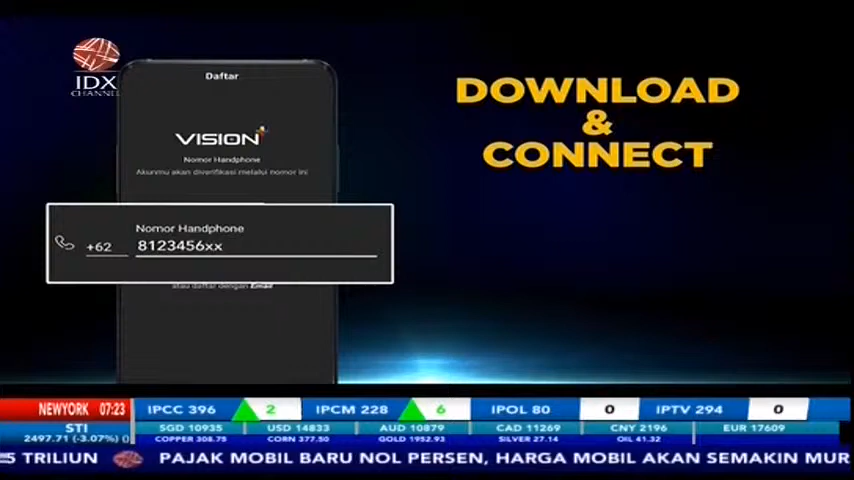 IDX
CHANNEL
Daftar
VISION+
Nomor Handphone
Akunmu akan diverifikasi melalui nomor ini
Nomor Handphone
+62 8123456xx
atau daftar dengan Email
DOWNLOAD
&
CONNECT
NEWYORK 07:23 IPCC 396 2 IPCM 228 6 IPOL 80 0 IPTV 294 0
STI SGD 10935 USD 14833 AUD 10879 CAD 11269 CNY 2196 EUR 17609
2497.71 (-3.07%) COPPER 308.75 CORN 377.50 GOLD 1952.93 SILVER 27.14 OIL 41.32
5 TRILIUN PAJAK MOBIL BARU NOL PERSEN, HARGA MOBIL AKAN SEMAKIN MUR